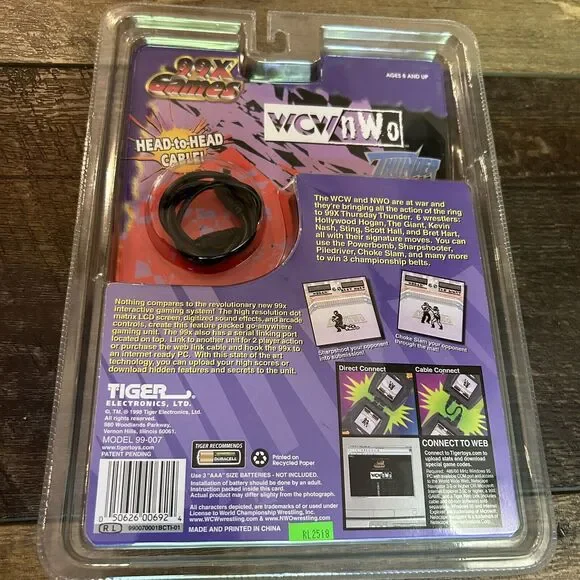 99X
Games
AGES 6 AND UP
HEAD-to-HEAD
CABLE!
WCW/nWo
THUNDER
The WCW and NWO are at war and
they're bringing all the action of the ring
to 99X Thursday Thunder. 6 wrestlers:
Hollywood Hogan, The Giant, Kevin
Nash, Sting, Scott Hall, and Bret Hart,
all with their signature moves. You can
use the Powerbomb, Sharpshooter,
Piledriver, Choke Slam, and many more
to win 3 championship belts.
Nothing compares to the revolutionary new 99x
interactive gaming system! The high resolution dot
matrix LCD screen, digitized sound effects, and arcade
controls, create this feature packed go-anywhere
gaming unit. The 99x also has a serial linking port
located on top. Link to another unit for 2 player action
or purchase the web link cable and hook the 99x to
an internet ready PC. With this state of the art
technology, you can upload your high scores or
download hidden features and secrets to the unit.
Sharpshoot your opponent
into submission!
Choke Slam your opponent
through the mat!
Direct Connect
Cable Connect
TIGER
ELECTRONICS, LTD.
©, TM, ® 1998 Tiger Electronics, Ltd.
All rights reserved.
980 Woodlands Parkway,
Vernon Hills, Illinois 60061.
www.tigertoys.com
MODEL 99-007
PATENT PENDING
TIGER RECOMMENDS
DURACELL
Printed on
Recycled Paper
Use 3 "AAA" SIZE BATTERIES - NOT INCLUDED.
Installation of battery should be done by an adult.
Instruction packed inside this card.
Actual product may differ slightly from the photograph.
All characters depicted, are trademarks of or used under
License to World Championship Wrestling, Inc.
www.WCWwrestling.com & www.NWOwrestling.com
MADE AND PRINTED IN CHINA
RL2518
CONNECT TO WEB
Connect to Tigertoys.com to
upload stats and download
special game codes.
0 50626 00692 4
R L
990070001BCTI-01